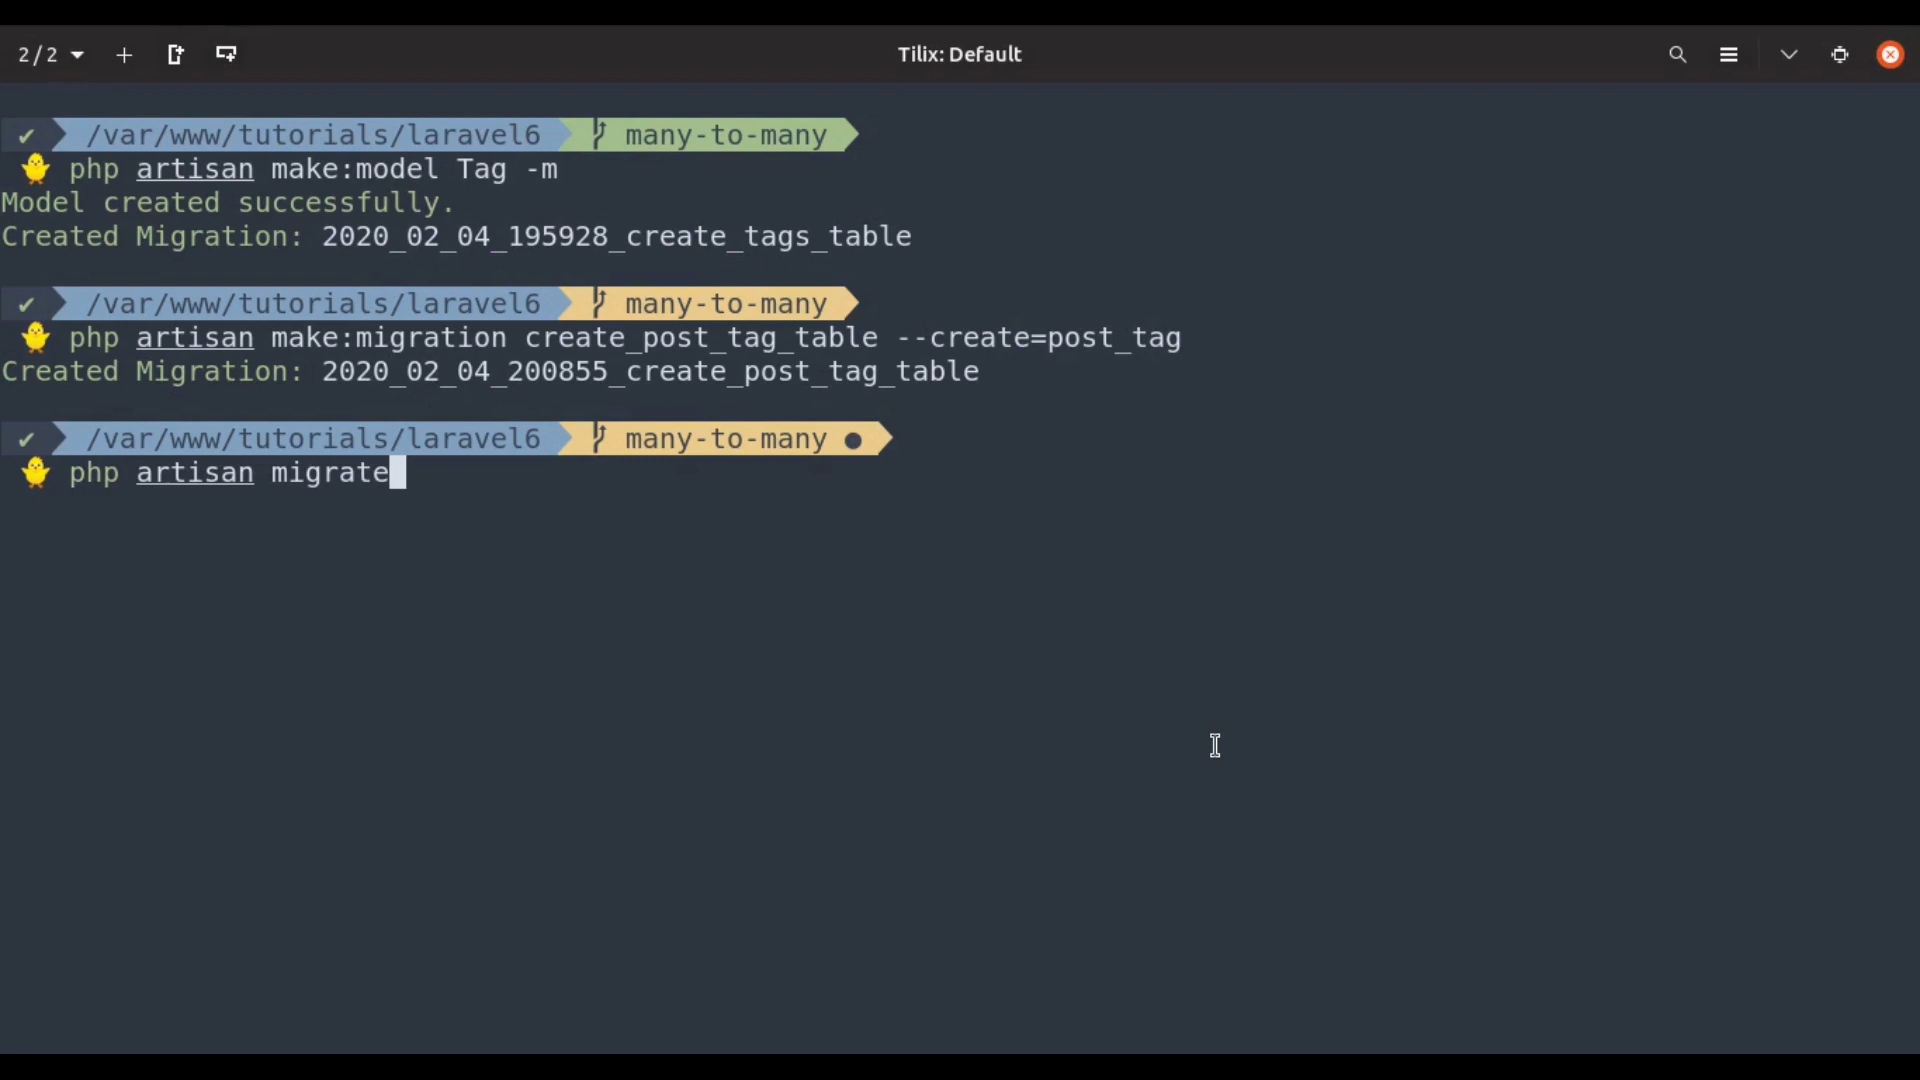 2 / 2
Tilix: Default
✔ /var/www/tutorials/laravel6 many-to-many
🐥 php artisan make:model Tag -m
Model created successfully.
Created Migration: 2020_02_04_195928_create_tags_table
✔ /var/www/tutorials/laravel6 many-to-many
🐥 php artisan make:migration create_post_tag_table --create=post_tag
Created Migration: 2020_02_04_200855_create_post_tag_table
✔ /var/www/tutorials/laravel6 many-to-many ●
🐥 php artisan migrate